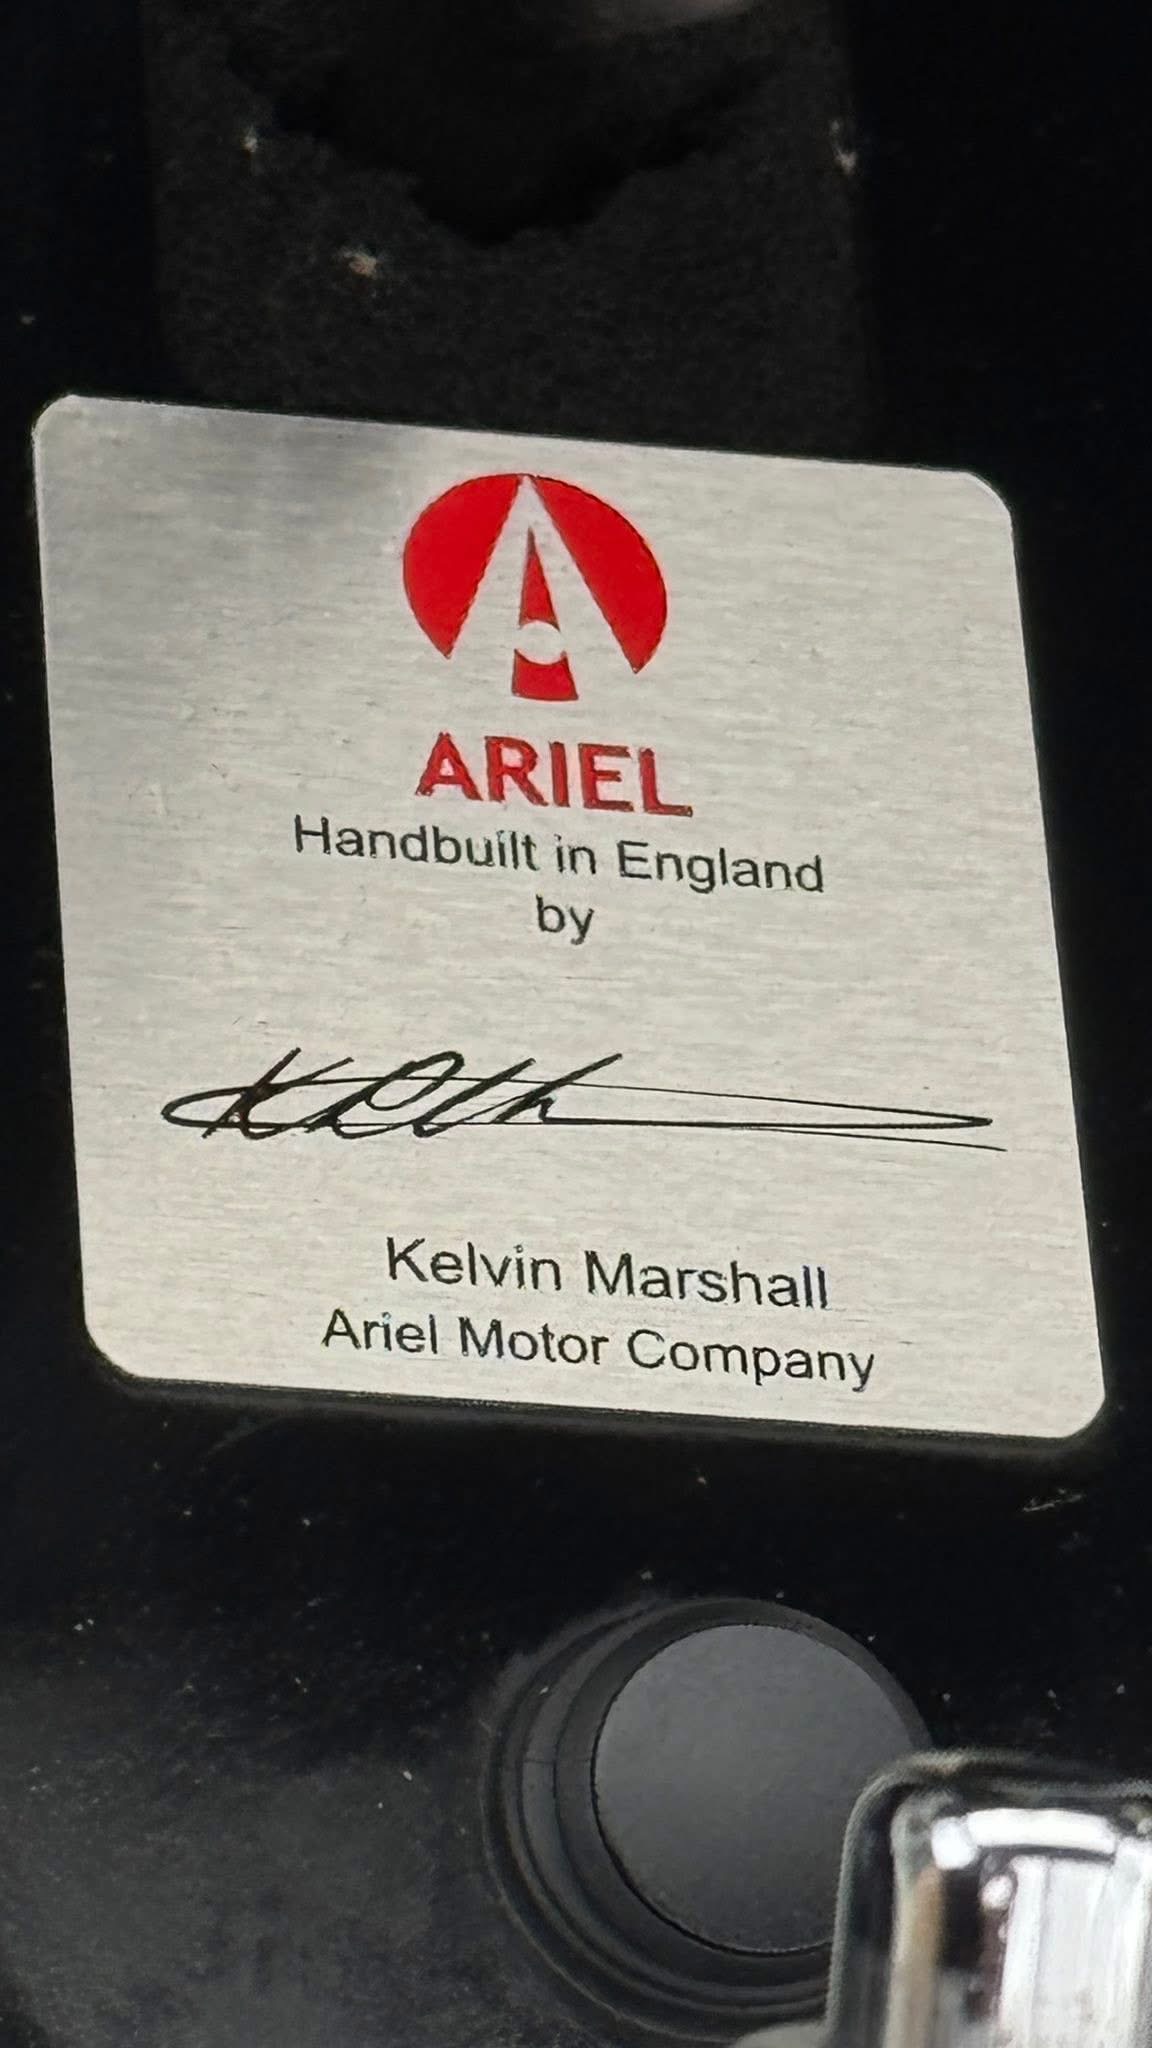 ARIEL
Handbuilt in England
by
Kelvin Marshall
Ariel Motor Company